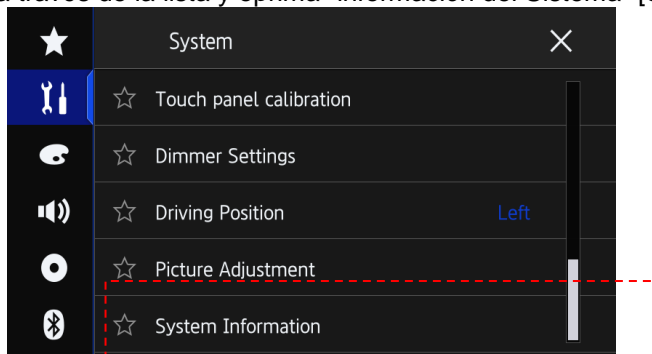 a través de la lista y oprima "Información del Sistema"
System
Touch panel calibration
Dimmer Settings
Driving Position Left
Picture Adjustment
System Information